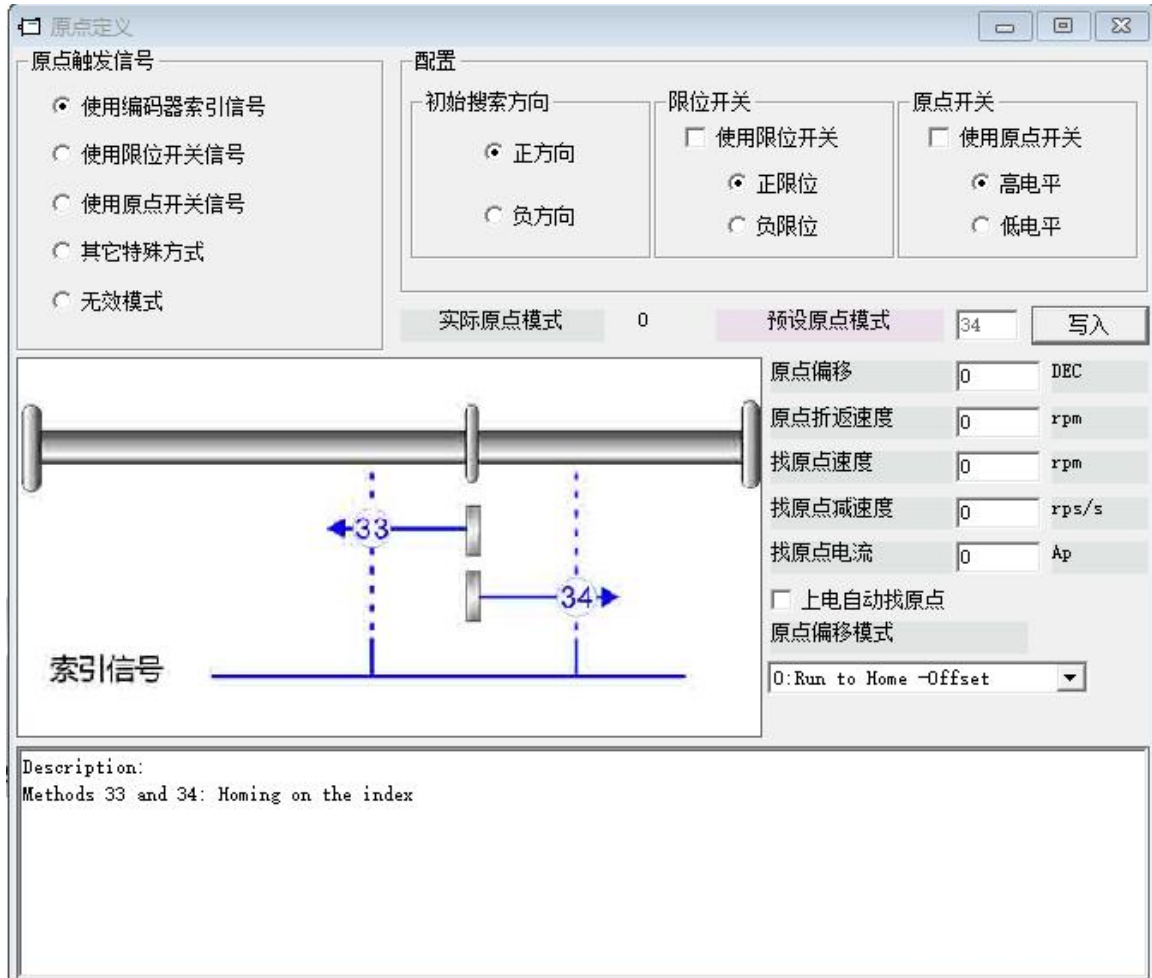 原点定义
原点触发信号
使用编码器索引信号
使用限位开关信号
使用原点开关信号
其它特殊方式
无效模式
配置
初始搜索方向
正方向
负方向
限位开关
使用限位开关
正限位
负限位
原点开关
使用原点开关
高电平
低电平
实际原点模式 0 预设原点模式 34 写入
33
34
索引信号
原点偏移 0 DEC
原点折返速度 0 rpm
找原点速度 0 rpm
找原点减速度 0 rps/s
找原点电流 0 Ap
上电自动找原点
原点偏移模式
0:Run to Home -Offset
Description:
Methods 33 and 34: Homing on the index